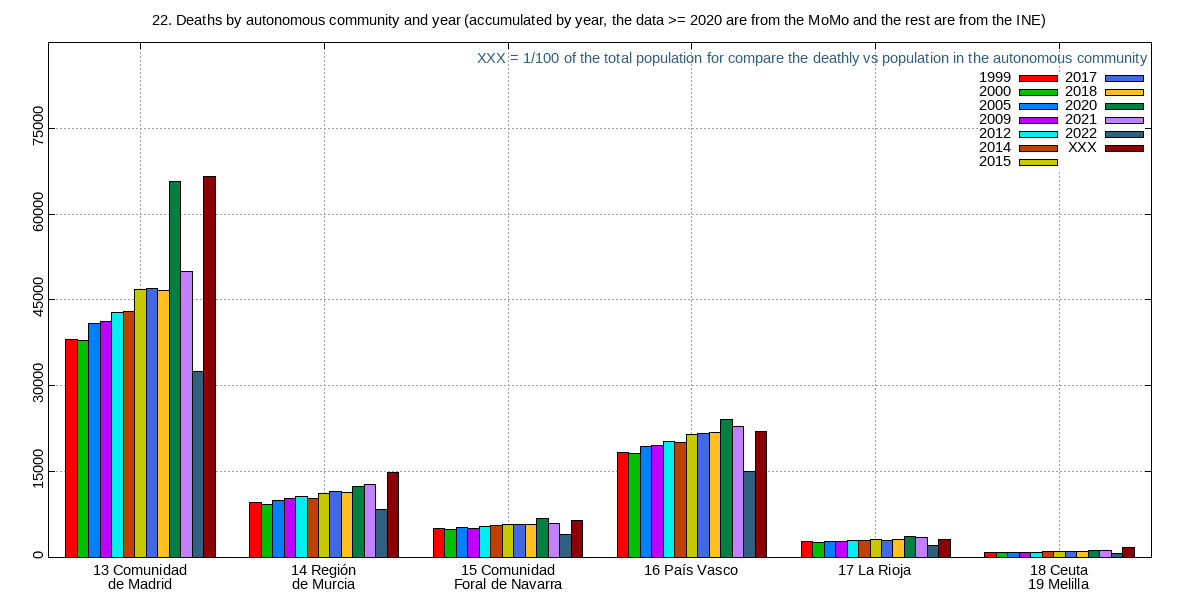 22. Deaths by autonomous community and year (accumulated by year, the data >= 2020 are from the MoMo and the rest are from the INE)
XXX = 1/100 of the total population for compare the deathly vs population in the autonomous community
1999 2017
2000 2018
2005 2020
2009 2021
2012 2022
2014 XXX
2015
75000
60000
45000
30000
15000
0
13 Comunidad de Madrid
14 Región de Murcia
15 Comunidad Foral de Navarra
16 País Vasco
17 La Rioja
18 Ceuta
19 Melilla